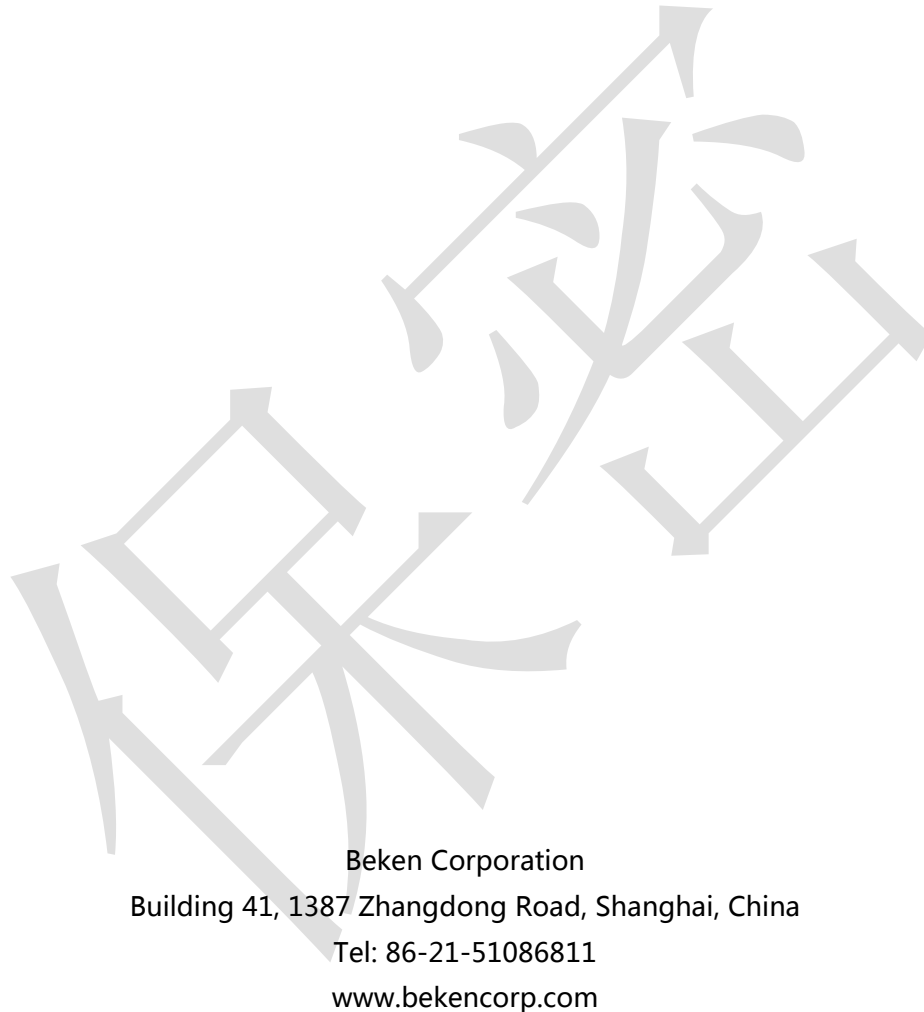 保密
Beken Corporation
Building 41, 1387 Zhangdong Road, Shanghai, China
Tel: 86-21-51086811
www.bekencorp.com